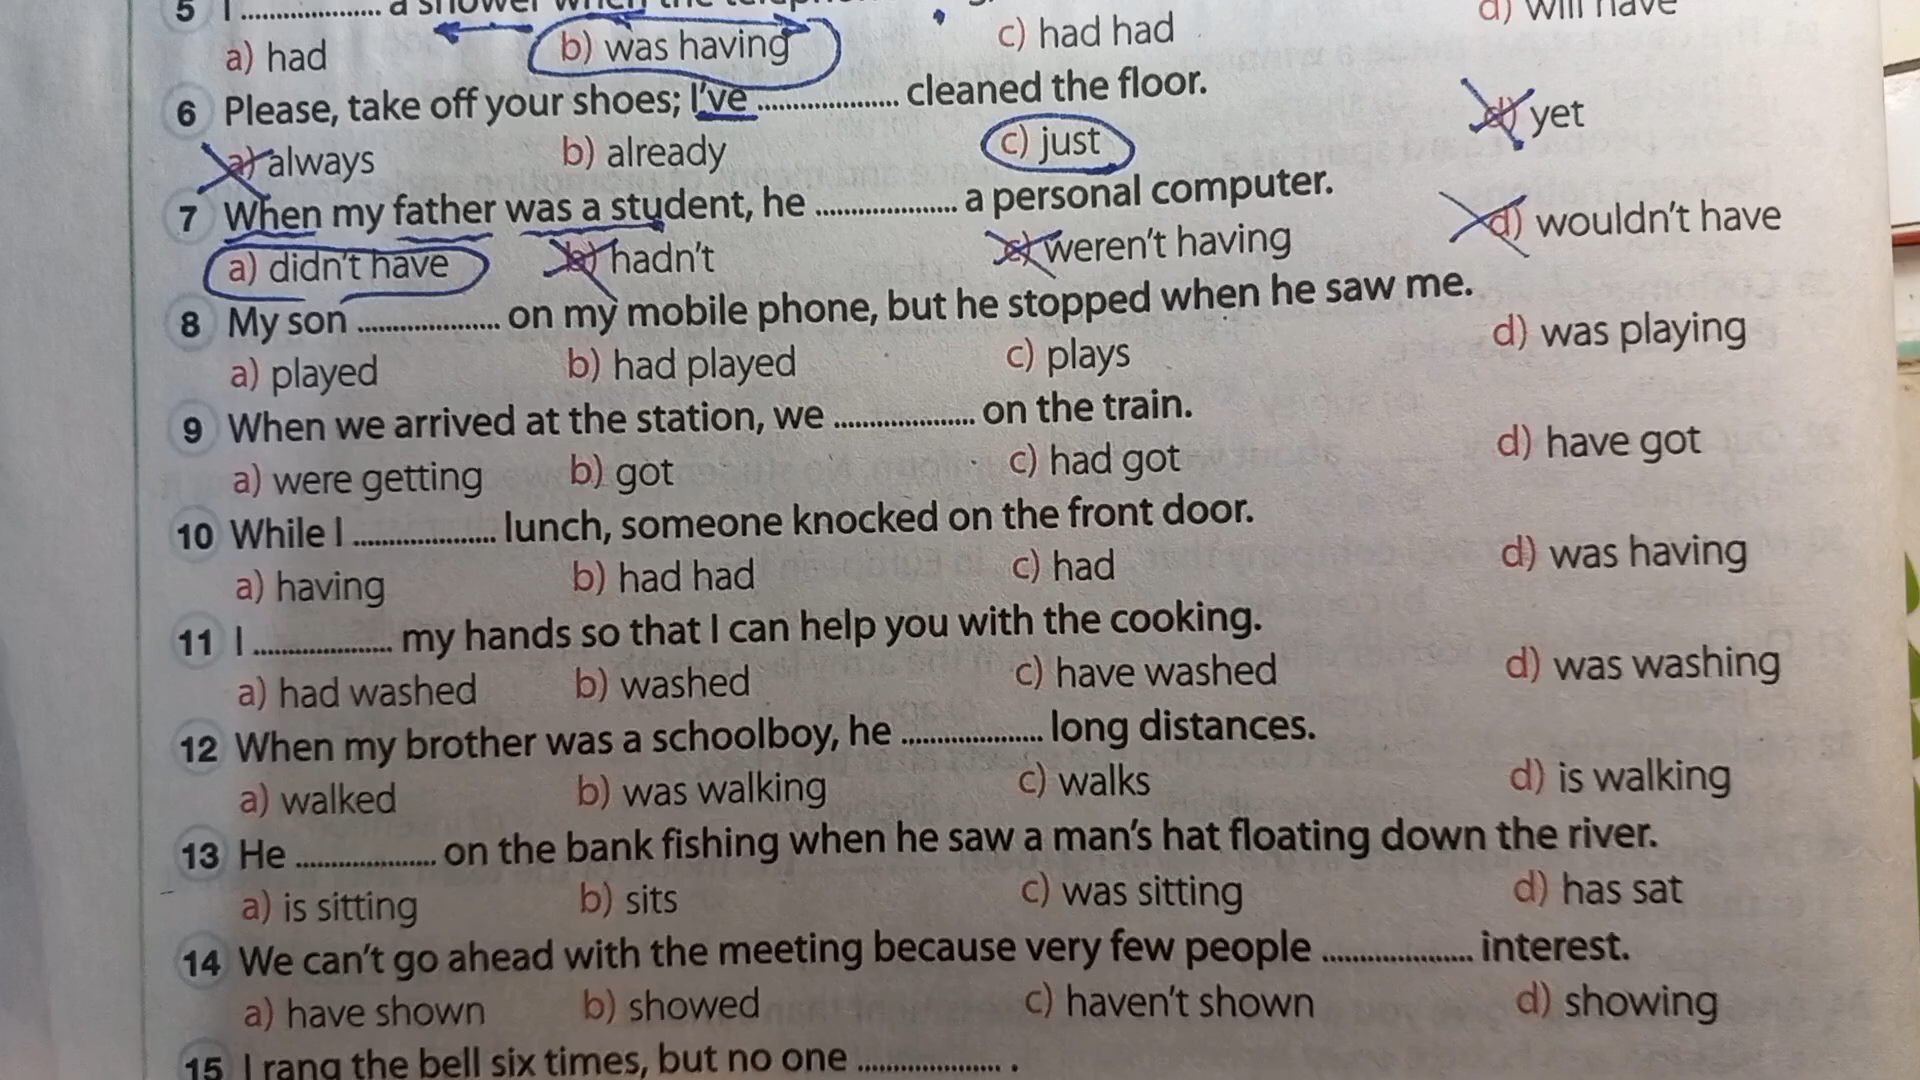 5 I .................... a shower when the
a) had b) was having c) had had d) will have
6 Please, take off your shoes; I've .................... cleaned the floor.
a) always b) already c) just d) yet
7 When my father was a student, he .................... a personal computer.
a) didn't have b) hadn't c) weren't having d) wouldn't have
8 My son .................... on my mobile phone, but he stopped when he saw me.
a) played b) had played c) plays d) was playing
9 When we arrived at the station, we .................... on the train.
a) were getting b) got c) had got d) have got
10 While I .................... lunch, someone knocked on the front door.
a) having b) had had c) had d) was having
11 I .................... my hands so that I can help you with the cooking.
a) had washed b) washed c) have washed d) was washing
12 When my brother was a schoolboy, he .................... long distances.
a) walked b) was walking c) walks d) is walking
13 He .................... on the bank fishing when he saw a man's hat floating down the river.
a) is sitting b) sits c) was sitting d) has sat
14 We can't go ahead with the meeting because very few people .................... interest.
a) have shown b) showed c) haven't shown d) showing
15 I rang the bell six times, but no one .................... .